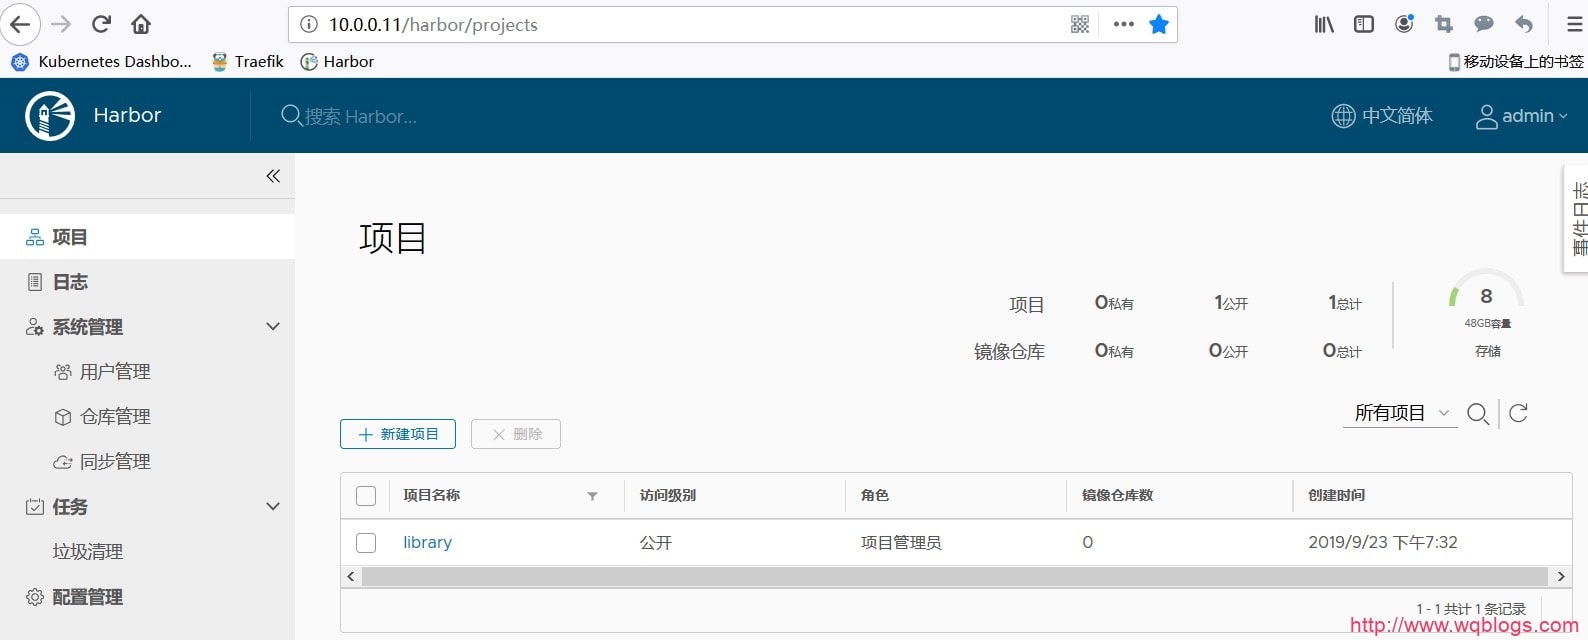 10.0.0.11/harbor/projects
Kubernetes Dashbo... Traefik Harbor 移动设备上的书签
Harbor 搜索 Harbor... 中文简体 admin
事件日志
项目
日志
系统管理
用户管理
仓库管理
同步管理
任务
垃圾清理
配置管理
项目
项目 0私有 1公开 1总计
镜像仓库 0私有 0公开 0总计
8
48GB容量
存储
所有项目
新建项目 删除
项目名称 访问级别 角色 镜像仓库数 创建时间
library 公开 项目管理员 0 2019/9/23 下午7:32
1 - 1 共计 1 条记录
http://www.wqblogs.com